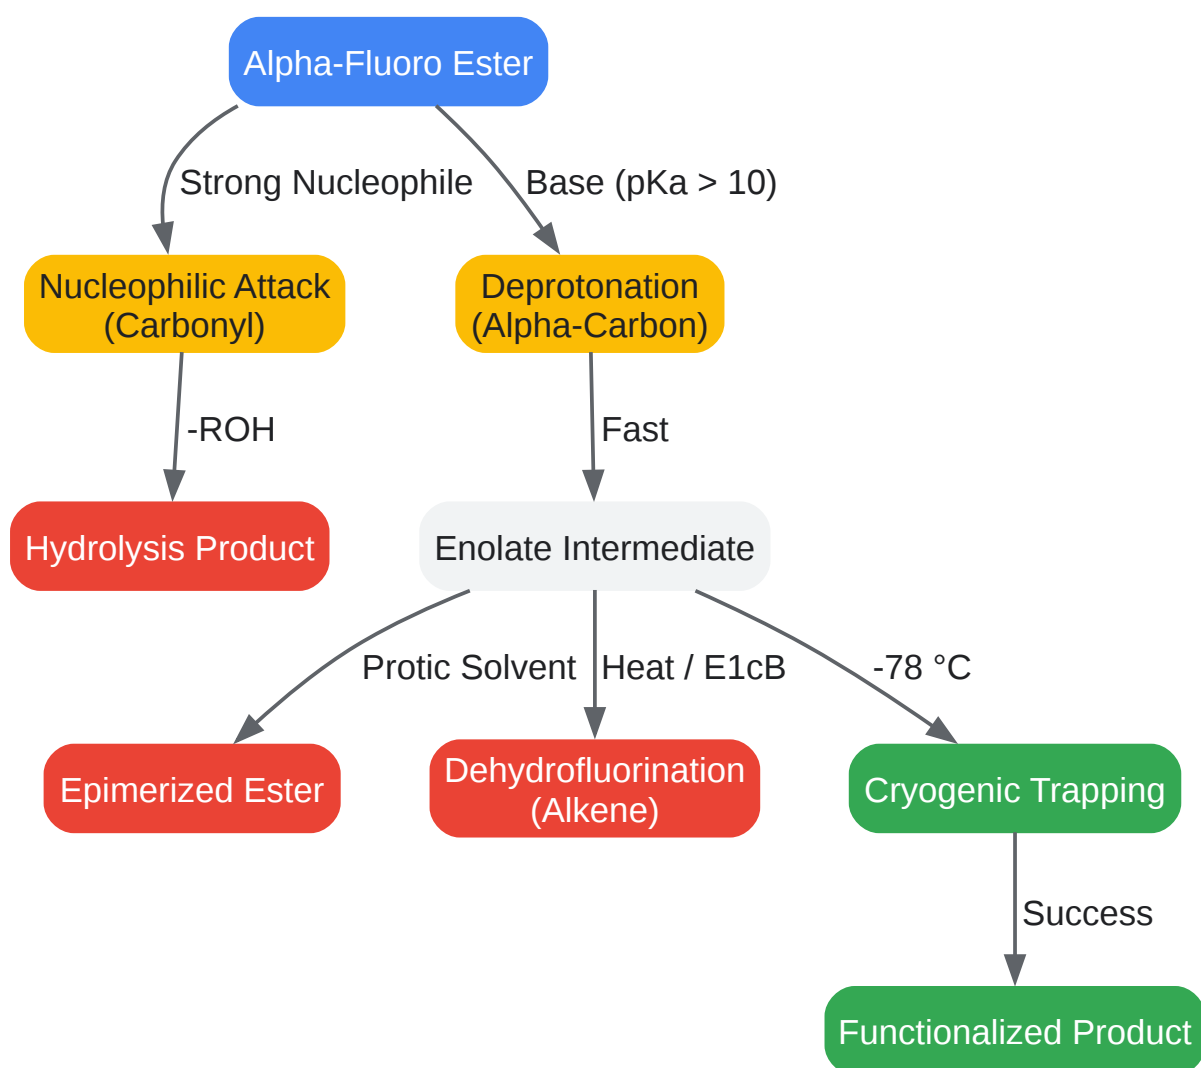 Alpha-Fluoro Ester
Strong Nucleophile
Base (pKa > 10)
Nucleophilic Attack
(Carbonyl)
Deprotonation
(Alpha-Carbon)
-ROH
Fast
Hydrolysis Product
Enolate Intermediate
Protic Solvent
Heat / E1cB
-78 °C
Epimerized Ester
Dehydrofluorination
(Alkene)
Cryogenic Trapping
Success
Functionalized Product